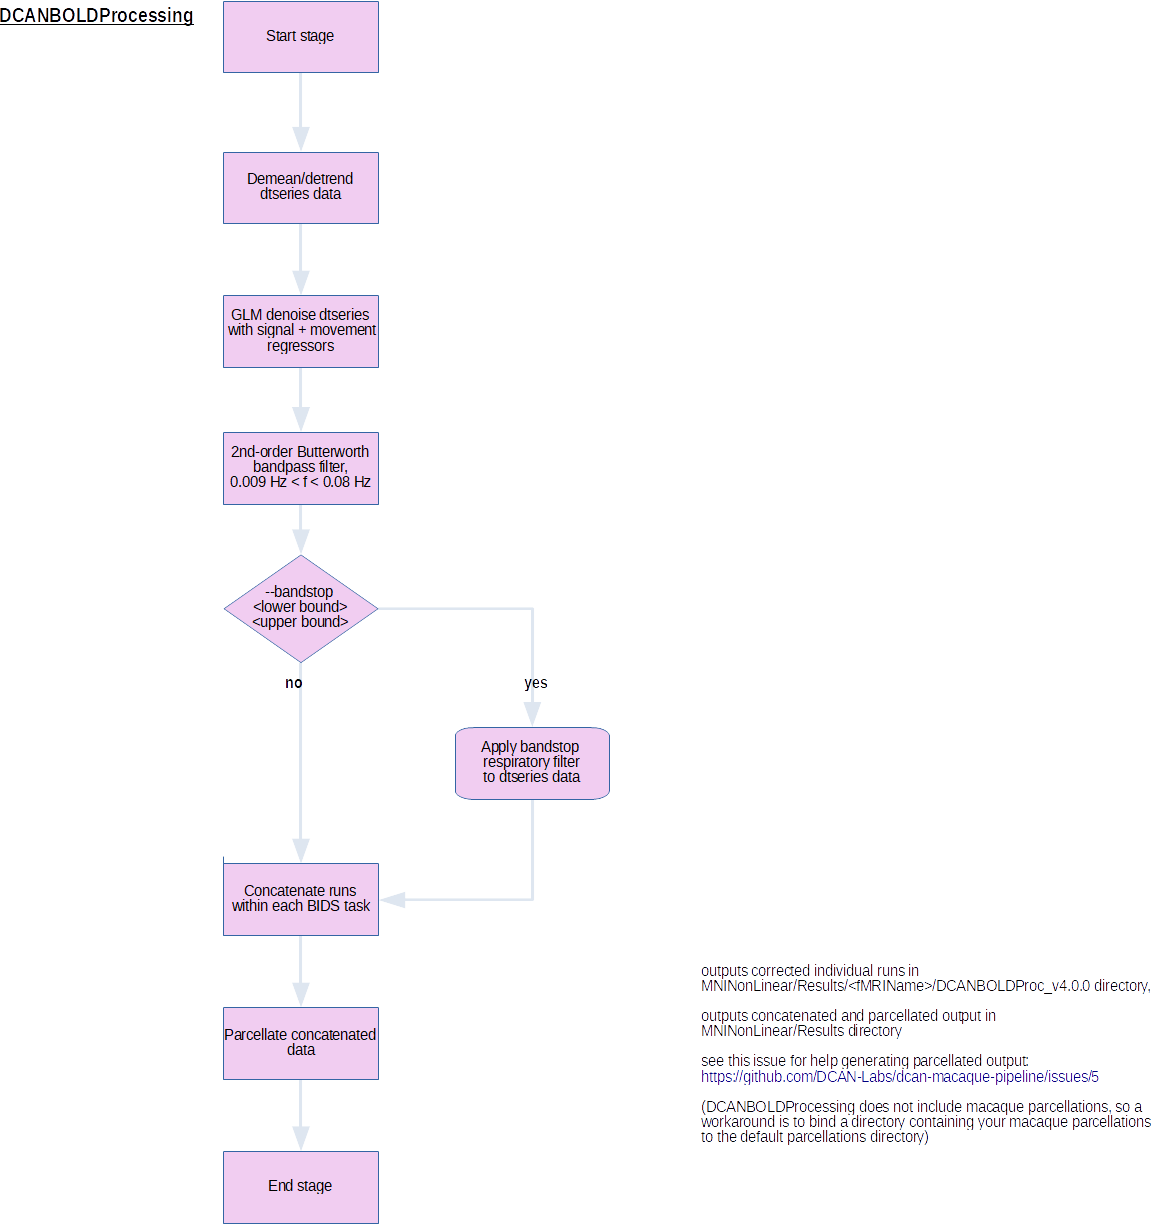 DCANBOLDProcessing
Start stage
Demean/detrend
dtseries data
GLM denoise dtseries
with signal + movement
regressors
2nd-order Butterworth
bandpass filter,
0.009 Hz < f < 0.08 Hz
--bandstop
<lower bound>
<upper bound>
no
yes
Apply bandstop
respiratory filter
to dtseries data
Concatenate runs
within each BIDS task
Parcellate concatenated
data
End stage
outputs corrected individual runs in
MNINonLinear/Results/<fMRIName>/DCANBOLDProc_v4.0.0 directory,
outputs concatenated and parcellated output in
MNINonLinear/Results directory
see this issue for help generating parcellated output:
https://github.com/DCAN-Labs/dcan-macaque-pipeline/issues/5
(DCANBOLDProcessing does not include macaque parcellations, so a
workaround is to bind a directory containing your macaque parcellations
to the default parcellations directory)